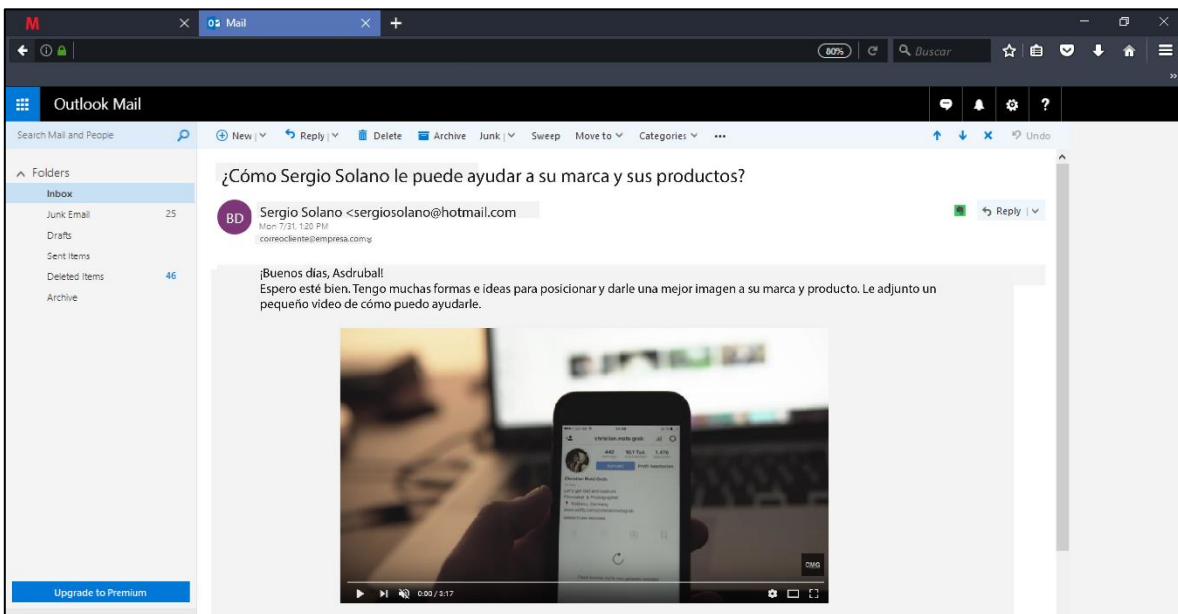 M
Mail
80%
Buscar
Outlook Mail
?
Search Mail and People
New
Reply
Delete
Archive
Junk
Sweep
Move to
Categories
Undo
Folders
Inbox
Junk Email 25
Drafts
Sent Items
Deleted Items 46
Archive
Upgrade to Premium
¿Cómo Sergio Solano le puede ayudar a su marca y sus productos?
BD
Sergio Solano <sergiosolano@hotmail.com
Mon 7/31, 1:20 PM
correocliente@empresa.com
Reply
¡Buenos días, Asdrubal!
Espero esté bien. Tengo muchas formas e ideas para posicionar y darle una mejor imagen a su marca y producto. Le adjunto un
pequeño video de cómo puedo ayudarle.
442
1.476
CMG
0:00 / 3:17